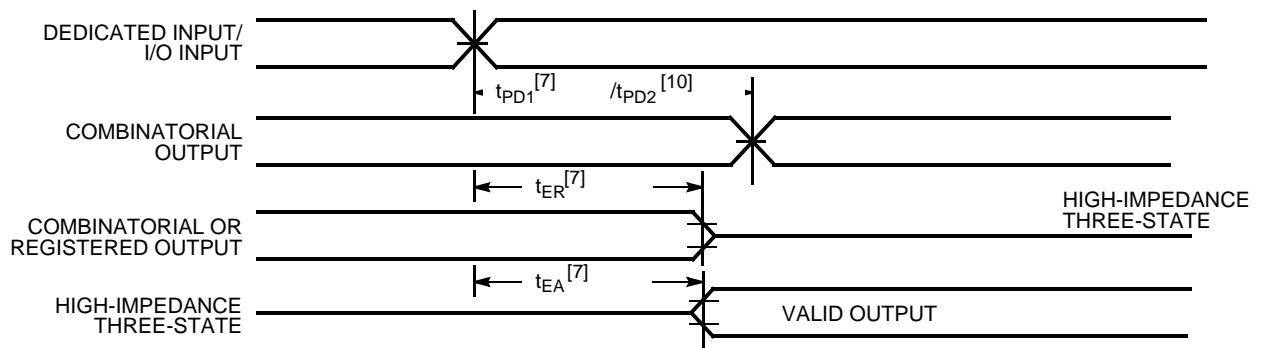 DEDICATED INPUT/
I/O INPUT
tPD1[7] /tPD2[10]
COMBINATORIAL
OUTPUT
tER[7]
HIGH-IMPEDANCE
THREE-STATE
COMBINATORIAL OR
REGISTERED OUTPUT
tEA[7]
HIGH-IMPEDANCE
THREE-STATE
VALID OUTPUT